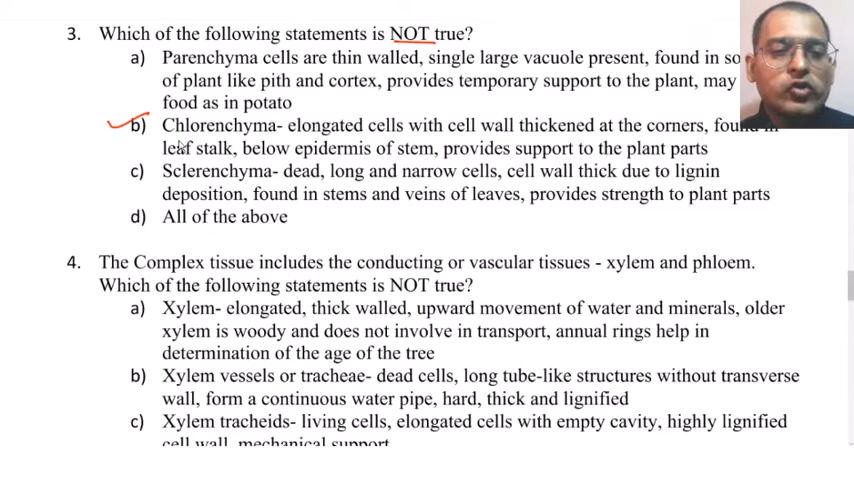 3. Which of the following statements is NOT true?
a) Parenchyma cells are thin walled, single large vacuole present, found in
of plant like pith and cortex, provides temporary support to the plant, may
food as in potato
b) Chlorenchyma- elongated cells with cell wall thickened at the corners, found in
leaf stalk, below epidermis of stem, provides support to the plant parts
c) Sclerenchyma- dead, long and narrow cells, cell wall thick due to lignin
deposition, found in stems and veins of leaves, provides strength to plant parts
d) All of the above
4. The Complex tissue includes the conducting or vascular tissues - xylem and phloem.
Which of the following statements is NOT true?
a) Xylem- elongated, thick walled, upward movement of water and minerals, older
xylem is woody and does not involve in transport, annual rings help in
determination of the age of the tree
b) Xylem vessels or tracheae- dead cells, long tube-like structures without transverse
wall, form a continuous water pipe, hard, thick and lignified
c) Xylem tracheids- living cells, elongated cells with empty cavity, highly lignified
cell wall, mechanical support